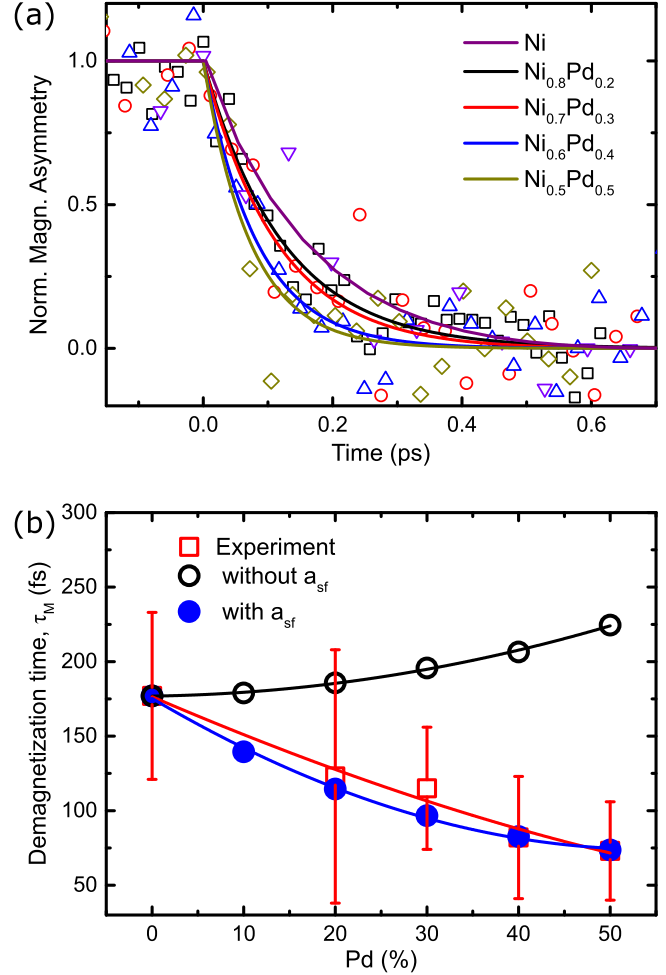 (a)
Norm. Magn. Asymmetry
1.0
0.5
0.0
Ni
Ni0.8Pd0.2
Ni0.7Pd0.3
Ni0.6Pd0.4
Ni0.5Pd0.5
0.0 0.2 0.4 0.6
Time (ps)
(b)
Demagnetization time, τM (fs)
300
250
200
150
100
50
Experiment
without asf
with asf
0 10 20 30 40 50
Pd (%)